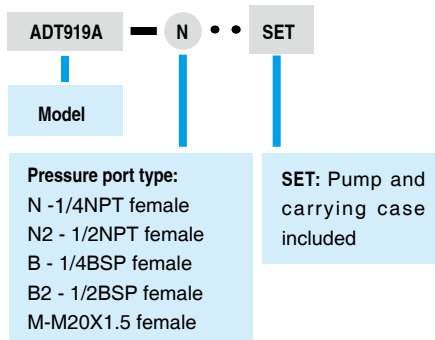 ADT919A — N • • SET
Model
Pressure port type:
N -1/4NPT female
N2 - 1/2NPT female
B - 1/4BSP female
B2 - 1/2BSP female
M-M20X1.5 female
SET: Pump and
carrying case
included